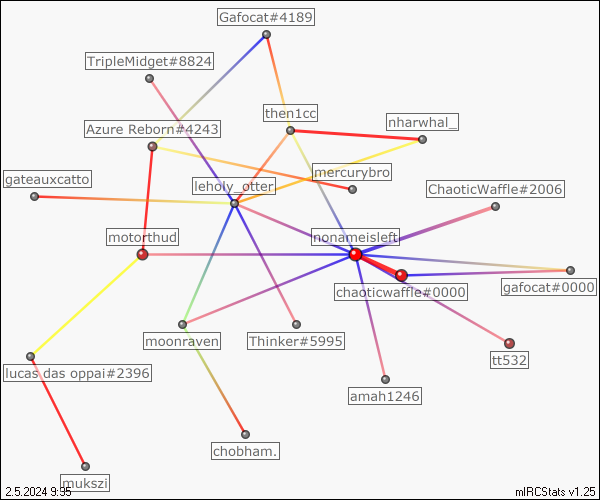 Gafocat#4189
TripleMidget#8824
then1cc
nharwhal_
Azure Reborn#4243
mercurybro
gateauxcatto
leholy_otter
ChaoticWaffle#2006
motorthud
nonameisleft
gafocat#0000
chaoticwaffle#0000
moonraven
Thinker#5995
tt532
lucas das oppai#2396
amah1246
chobham.
mukszi
2.5.2024 9:35
mIRCStats v1.25